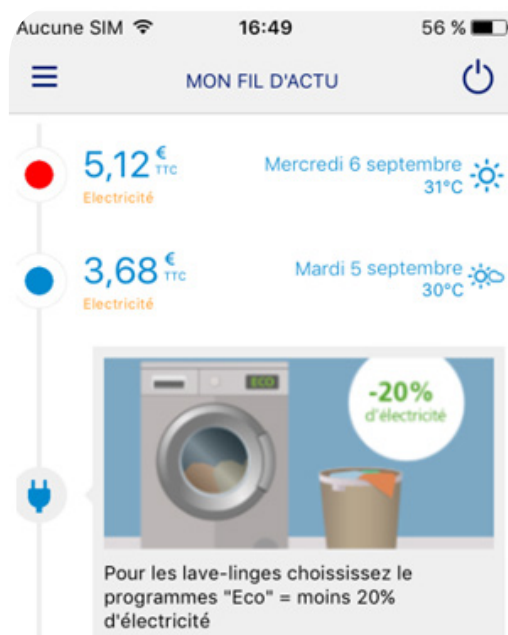 Aucune SIM 16:49 56 %
MON FIL D'ACTU
5,12 € TTC
Electricité
Mercredi 6 septembre
31°C
3,68 € TTC
Electricité
Mardi 5 septembre
30°C
ECO
-20%
d'électricité
Pour les lave-linges choississez le
programmes "Eco" = moins 20%
d'électricité